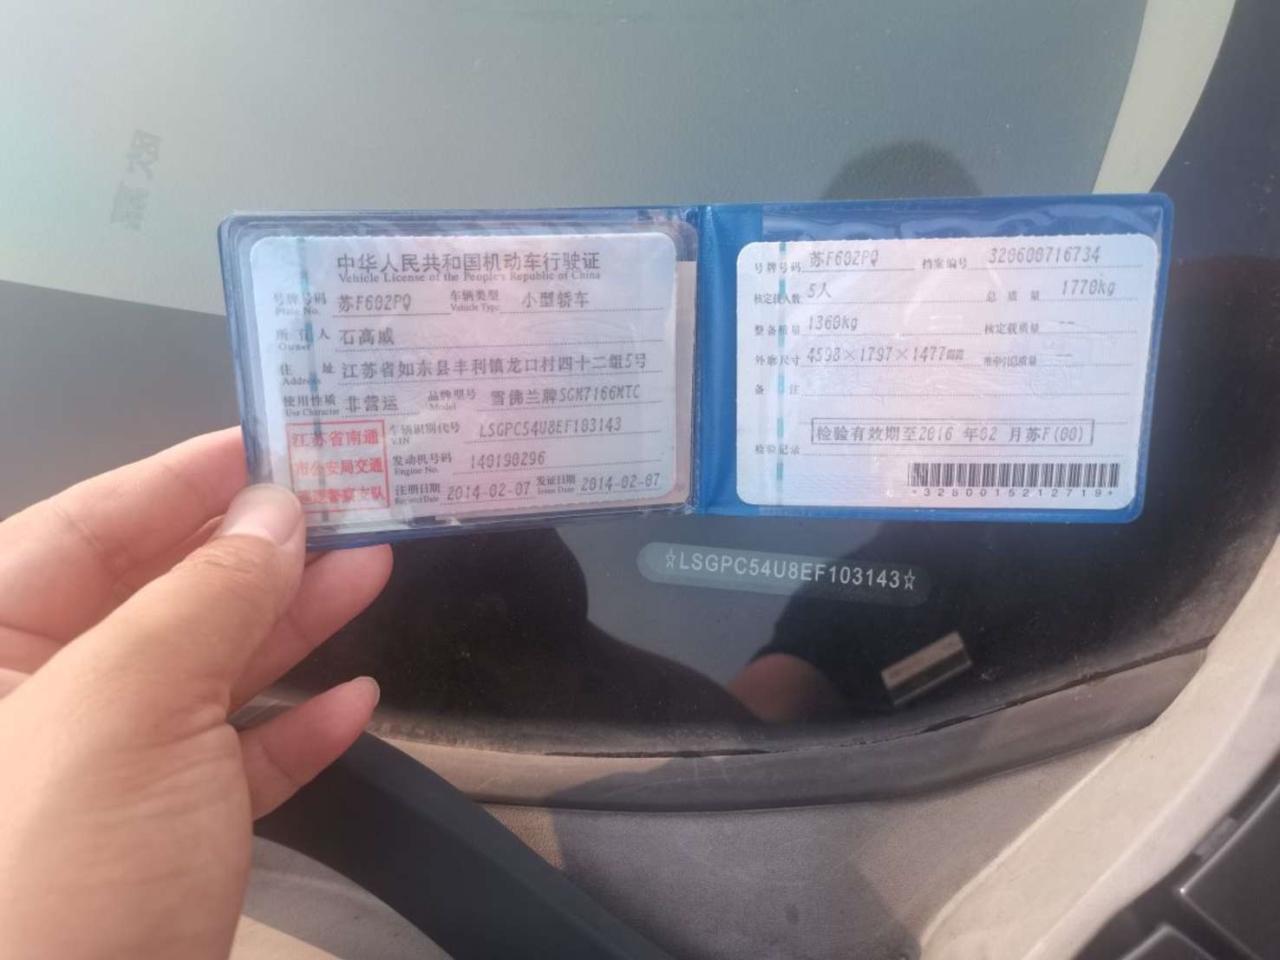 中华人民共和国机动车行驶证
Vehicle License of the People's Republic of China
号牌号码 苏F602PQ 车辆类型 小型轿车
Plate No. Vehicle Type
所有人 石高威
Owner
住 址 江苏省如东县丰利镇龙口村四十二组5号
Address
使用性质 非营运 品牌型号 雪佛兰牌SGM7166MTC
Use Character Model
江苏省南通
市公安局交通
巡逻警察支队
车辆识别代号 LSGPC54U8EF103143
VIN
发动机号码 140190296
Engine No.
注册日期 2014-02-07 发证日期 2014-02-07
Register Date Issue Date
号牌号码 苏F602PQ 档案编号 320600716734
核定载人数 5人 总 质 量 1770kg
整备质量 1360kg 核定载质量 --
外廓尺寸 4598×1797×1477mm 准牵引总质量 --
备 注
检验记录 检验有效期至2016 年02 月苏F(00)
*3280015212719*
☆LSGPC54U8EF103143☆